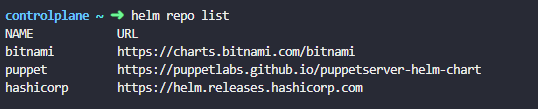 controlplane ~ ➜ helm repo list
NAME URL
bitnami https://charts.bitnami.com/bitnami
puppet https://puppetlabs.github.io/puppetserver-helm-chart
hashicorp https://helm.releases.hashicorp.com